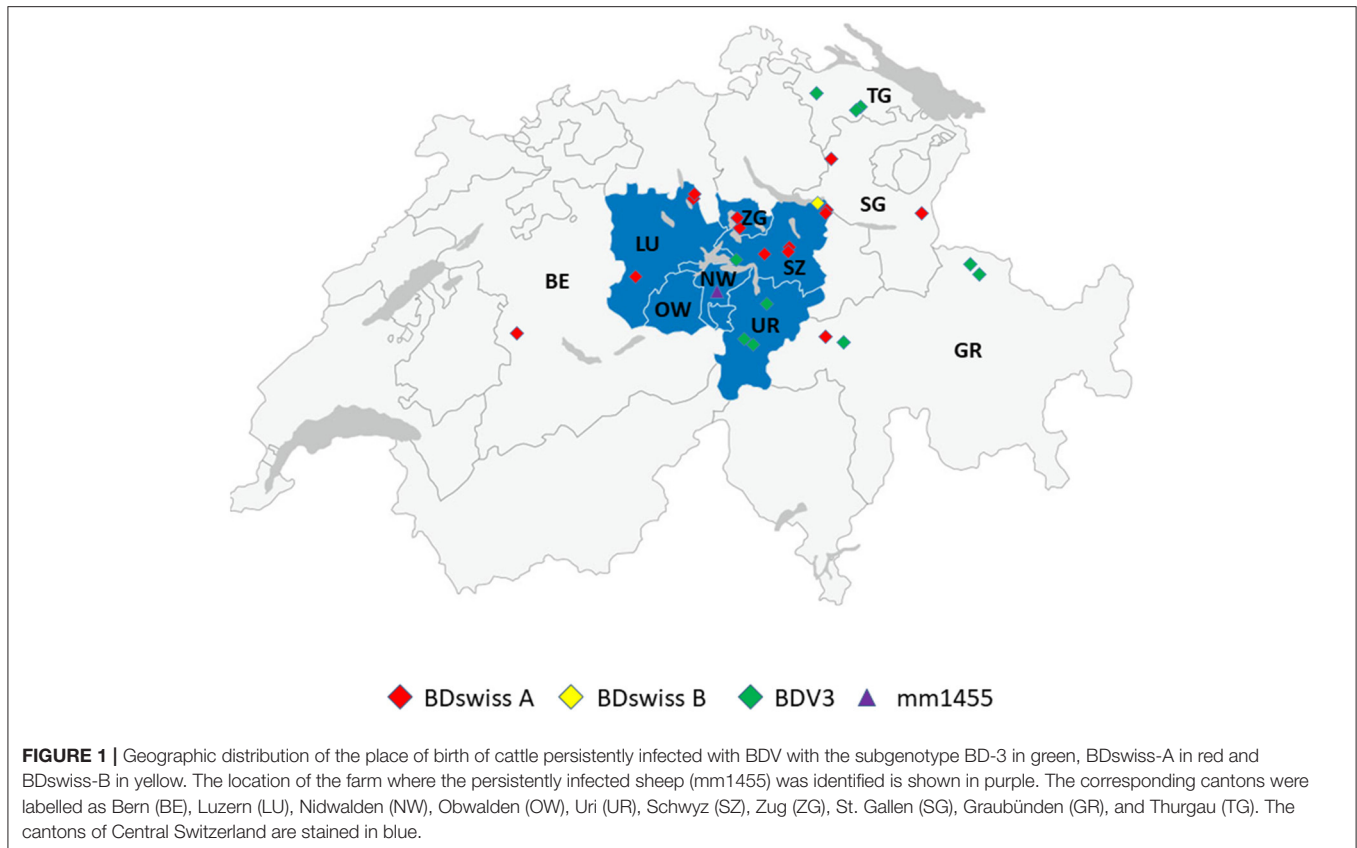 TG
SG
ZG
LU
SZ
NW
BE
OW
UR
GR
BDswiss A BDswiss B BDV3 mm1455
FIGURE 1 | Geographic distribution of the place of birth of cattle persistently infected with BDV with the subgenotype BD-3 in green, BDswiss-A in red and
BDswiss-B in yellow. The location of the farm where the persistently infected sheep (mm1455) was identified is shown in purple. The corresponding cantons were
labelled as Bern (BE), Luzern (LU), Nidwalden (NW), Obwalden (OW), Uri (UR), Schwyz (SZ), Zug (ZG), St. Gallen (SG), Graubünden (GR), and Thurgau (TG). The
cantons of Central Switzerland are stained in blue.